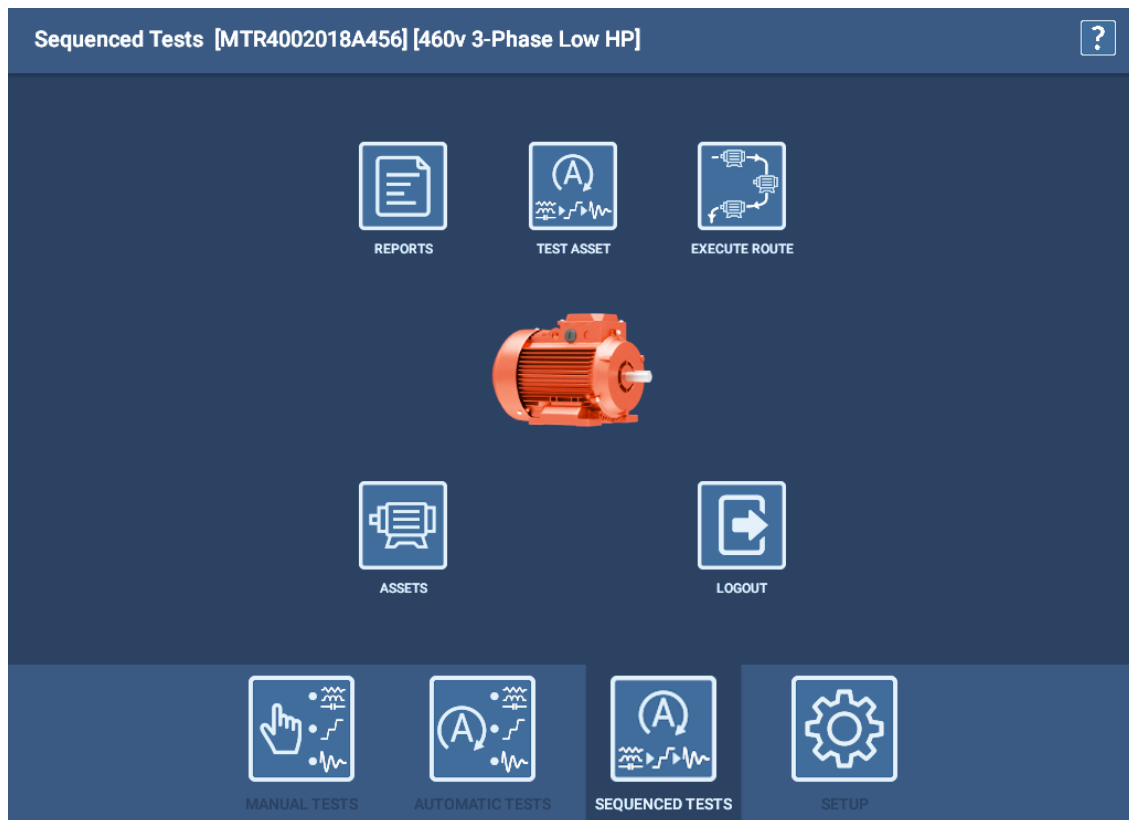 Sequenced Tests [MTR4002018A456] [460v 3-Phase Low HP]
?
REPORTS
TEST ASSET
EXECUTE ROUTE
A
ASSETS
LOGOUT
A
A
MANUAL TESTS
AUTOMATIC TESTS
SEQUENCED TESTS
SETUP